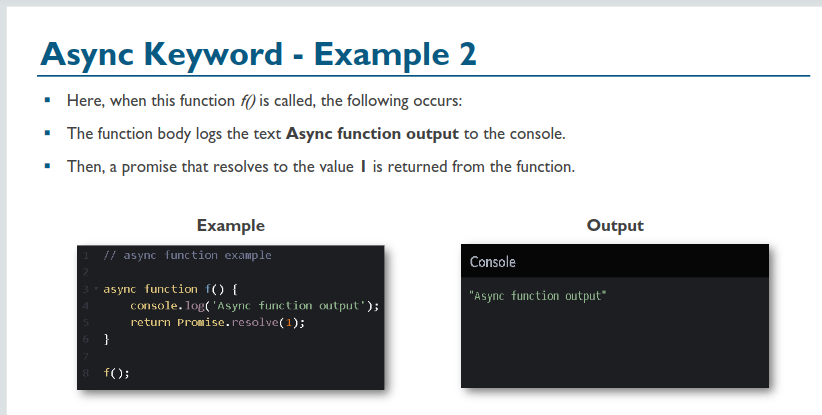 Async Keyword - Example 2
▪ Here, when this function f() is called, the following occurs:
▪ The function body logs the text Async function output to the console.
▪ Then, a promise that resolves to the value 1 is returned from the function.
Example
Output
1 // async function example
2
3 async function f() {
4 console.log('Async function output');
5 return Promise.resolve(1);
6 }
7
8 f();
Console
"Async function output"